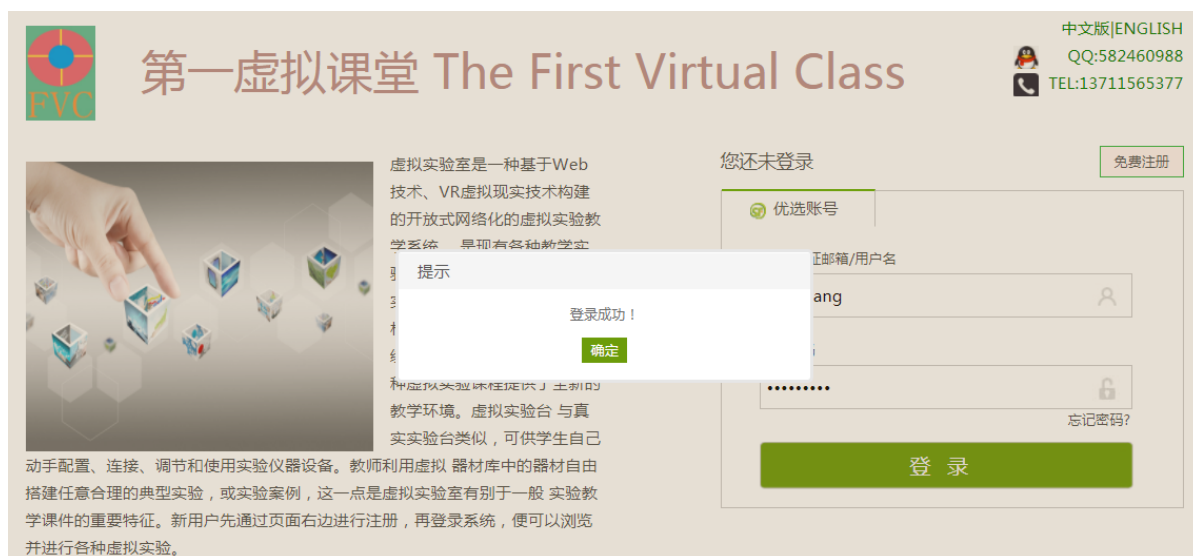 中文版|ENGLISH
QQ:582460988
TEL:13711565377
FVC
第一虚拟课堂 The First Virtual Class
虚拟实验室是一种基于Web
技术、VR虚拟现实技术构建
的开放式网络化的虚拟实验教
学系统，是现有各种教学实
种虚拟实验课程提供了全新的
教学环境。虚拟实验台 与真
实实验台类似，可供学生自己
动手配置、连接、调节和使用实验仪器设备。教师利用虚拟 器材库中的器材自由
搭建任意合理的典型实验，或实验案例，这一点是虚拟实验室有别于一般 实验教
学课件的重要特征。新用户先通过页面右边进行注册，再登录系统，便可以浏览
并进行各种虚拟实验。
提示
登录成功！
确定
您还未登录
免费注册
优选账号
邮箱/用户名
ang
•••••••••
忘记密码?
登 录